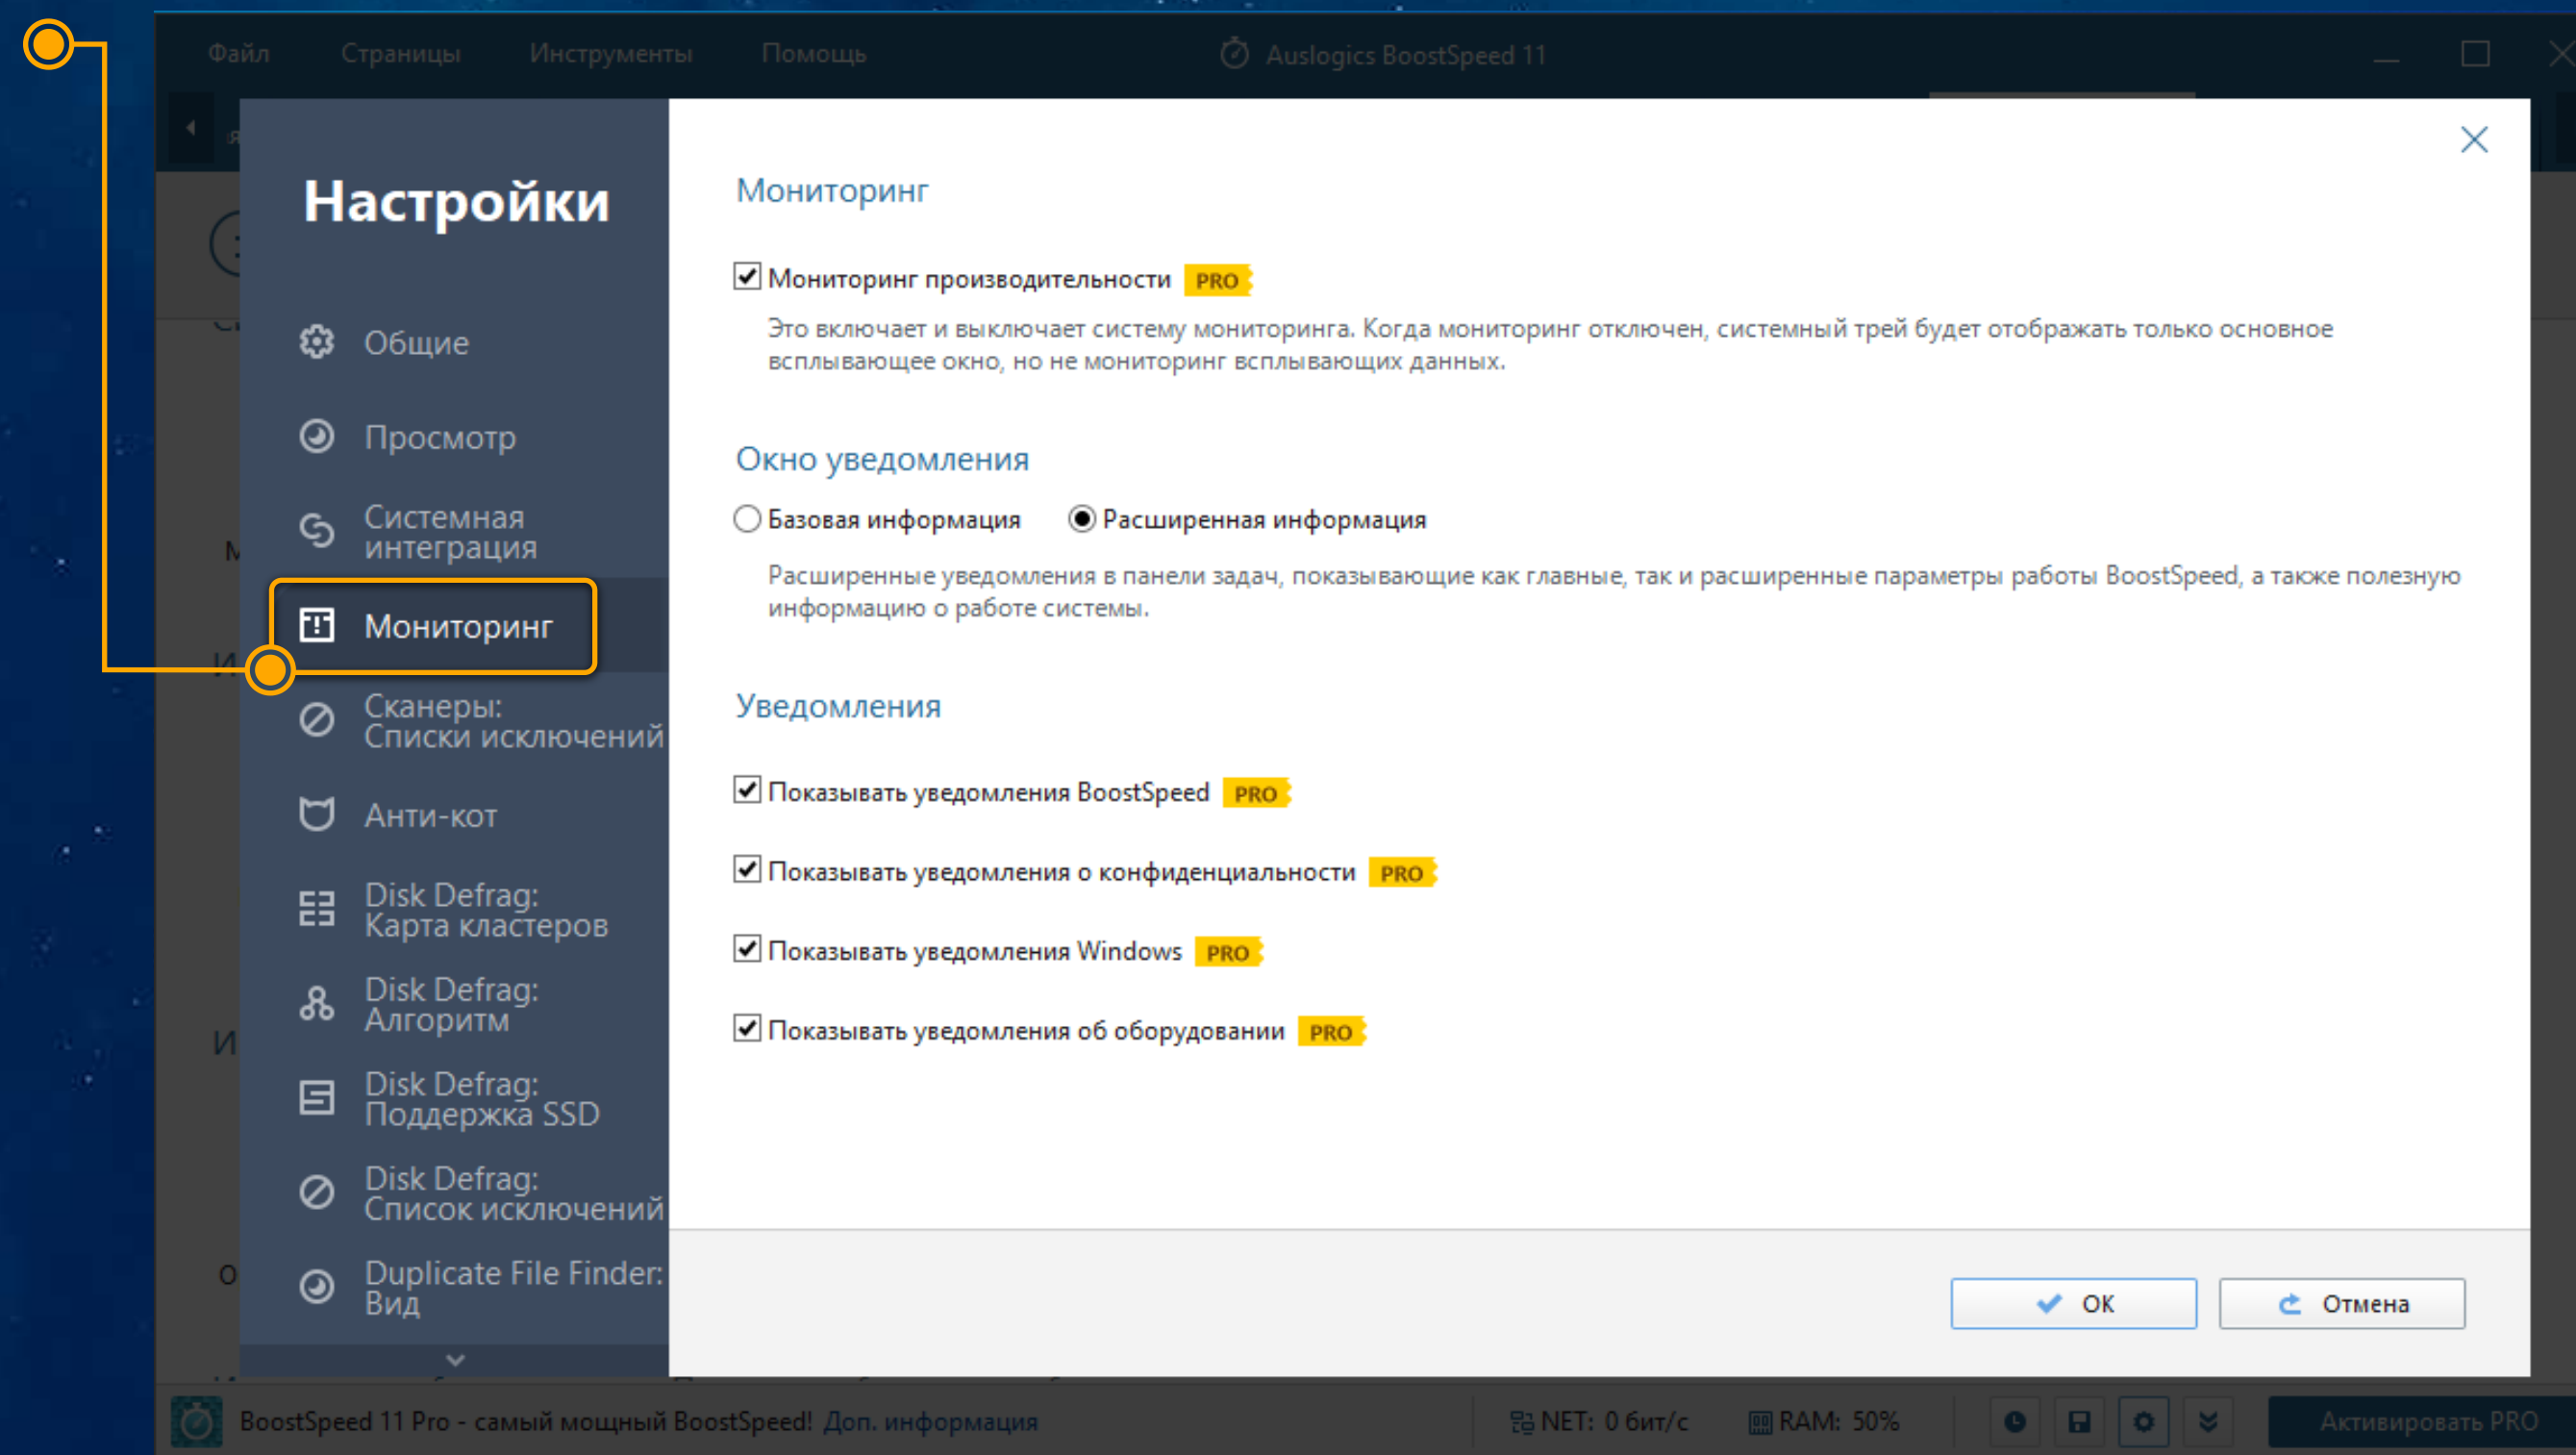 Файл Страницы Инструменты Помощь Auslogics BoostSpeed 11
Настройки
Общие
Просмотр
Системная
интеграция
Мониторинг
Сканеры:
Списки исключений
Анти-кот
Disk Defrag:
Карта кластеров
Disk Defrag:
Алгоритм
Disk Defrag:
Поддержка SSD
Disk Defrag:
Список исключений
Duplicate File Finder:
Вид
Мониторинг
Мониторинг производительности PRO
Это включает и выключает систему мониторинга. Когда мониторинг отключен, системный трей будет отображать только основное
всплывающее окно, но не мониторинг всплывающих данных.
Окно уведомления
Базовая информация Расширенная информация
Расширенные уведомления в панели задач, показывающие как главные, так и расширенные параметры работы BoostSpeed, а также полезную
информацию о работе системы.
Уведомления
Показывать уведомления BoostSpeed PRO
Показывать уведомления о конфиденциальности PRO
Показывать уведомления Windows PRO
Показывать уведомления об оборудовании PRO
OK Отмена
BoostSpeed 11 Pro - самый мощный BoostSpeed! Доп. информация NET: 0 бит/с RAM: 50% Активировать PRO